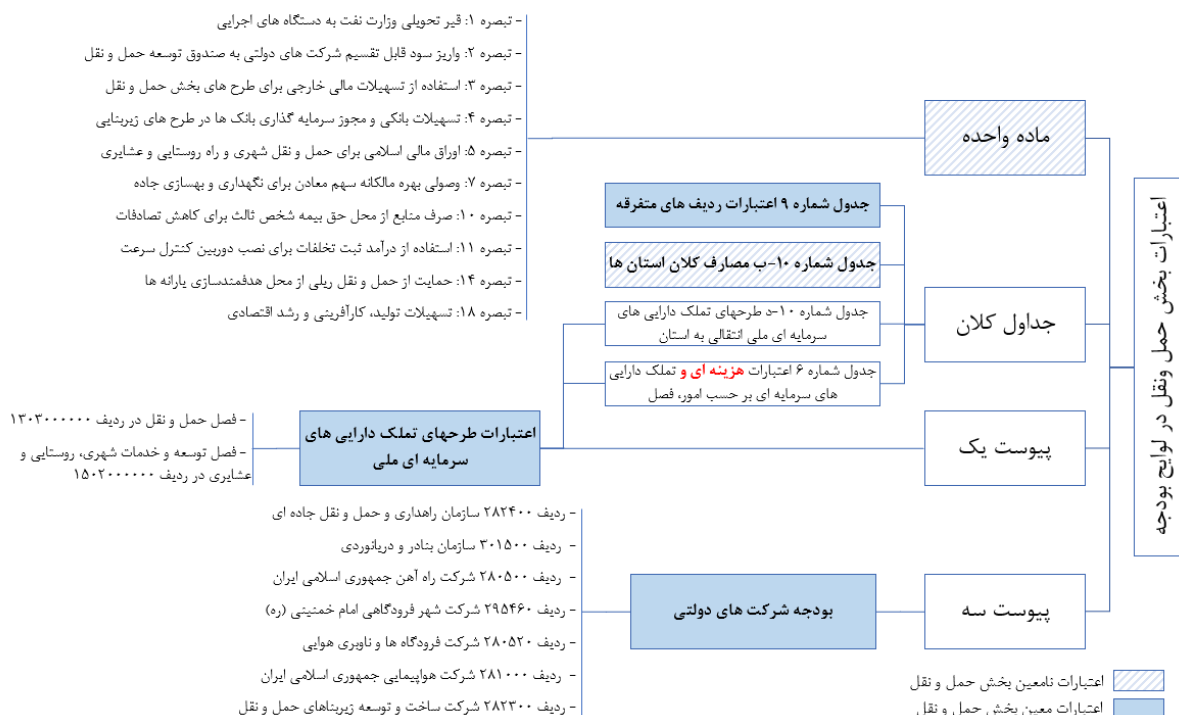 اعتبارات بخش حمل ونقل در لوایح بودجه
ماده واحده
- تبصره ۱: قیر تحویلی وزارت نفت به دستگاه های اجرایی
- تبصره ۲: واریز سود قابل تقسیم شرکت های دولتی به صندوق توسعه حمل و نقل
- تبصره ۳: استفاده از تسهیلات مالی خارجی برای طرح های بخش حمل و نقل
- تبصره ۴: تسهیلات بانکی و مجوز سرمایه گذاری بانک ها در طرح های زیربنایی
- تبصره ۵: اوراق مالی اسلامی برای حمل و نقل شهری و راه روستایی و عشایری
- تبصره ۷: وصولی بهره مالکانه سهم معادن برای نگهداری و بهسازی جاده
- تبصره ۱۰: صرف منابع از محل حق بیمه شخص ثالث برای کاهش تصادفات
- تبصره ۱۱: استفاده از درآمد ثبت تخلفات برای نصب دوربین کنترل سرعت
- تبصره ۱۴: حمایت از حمل و نقل ریلی از محل هدفمندسازی یارانه ها
- تبصره ۱۸: تسهیلات تولید، کارآفرینی و رشد اقتصادی
جداول کلان
جدول شماره ۹ اعتبارات ردیف های متفرقه
جدول شماره ۱۰-ب مصارف کلان استان ها
جدول شماره ۱۰-د طرحهای تملک دارایی های
سرمایه ای ملی انتقالی به استان
جدول شماره ۶ اعتبارات هزینه ای و تملک دارایی
های سرمایه ای بر حسب امور، فصل
پیوست یک
اعتبارات طرحهای تملک دارایی های
سرمایه ای ملی
- فصل حمل و نقل در ردیف ۱۳۰۳۰۰۰۰۰۰
- فصل توسعه و خدمات شهری، روستایی و
عشایری در ردیف ۱۵۰۲۰۰۰۰۰۰
پیوست سه
بودجه شرکت های دولتی
- ردیف ۲۸۲۴۰۰ سازمان راهداری و حمل و نقل جاده ای
- ردیف ۳۰۱۵۰۰ سازمان بنادر و دریانوردی
- ردیف ۲۸۰۵۰۰ شرکت راه آهن جمهوری اسلامی ایران
- ردیف ۲۹۵۴۶۰ شرکت شهر فرودگاهی امام خمنینی (ره)
- ردیف ۲۸۰۵۲۰ شرکت فرودگاه ها و ناوبری هوایی
- ردیف ۲۸۱۰۰۰ شرکت هواپیمایی جمهوری اسلامی ایران
- ردیف ۲۸۲۳۰۰ شرکت ساخت و توسعه زیربناهای حمل و نقل
اعتبارات نامعین بخش حمل و نقل
اعتبارات معین بخش حمل و نقل